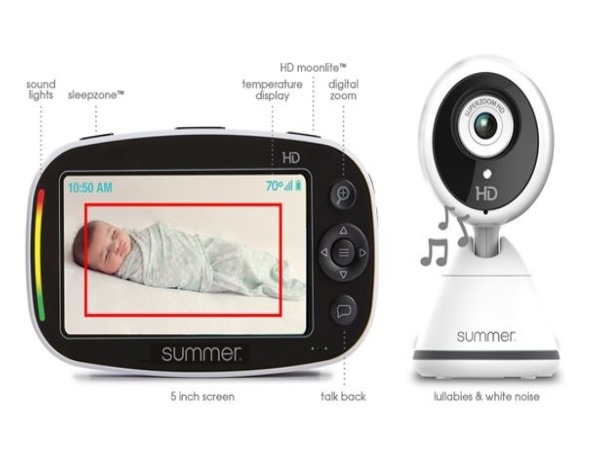 HD moonlite™
sound
lights
sleepzone™
temperature
display
digital
zoom
SUPERZOOM HD
HD
10:50 AM
70°
HD
summer.
summer.
5 inch screen
talk back
lullabies & white noise